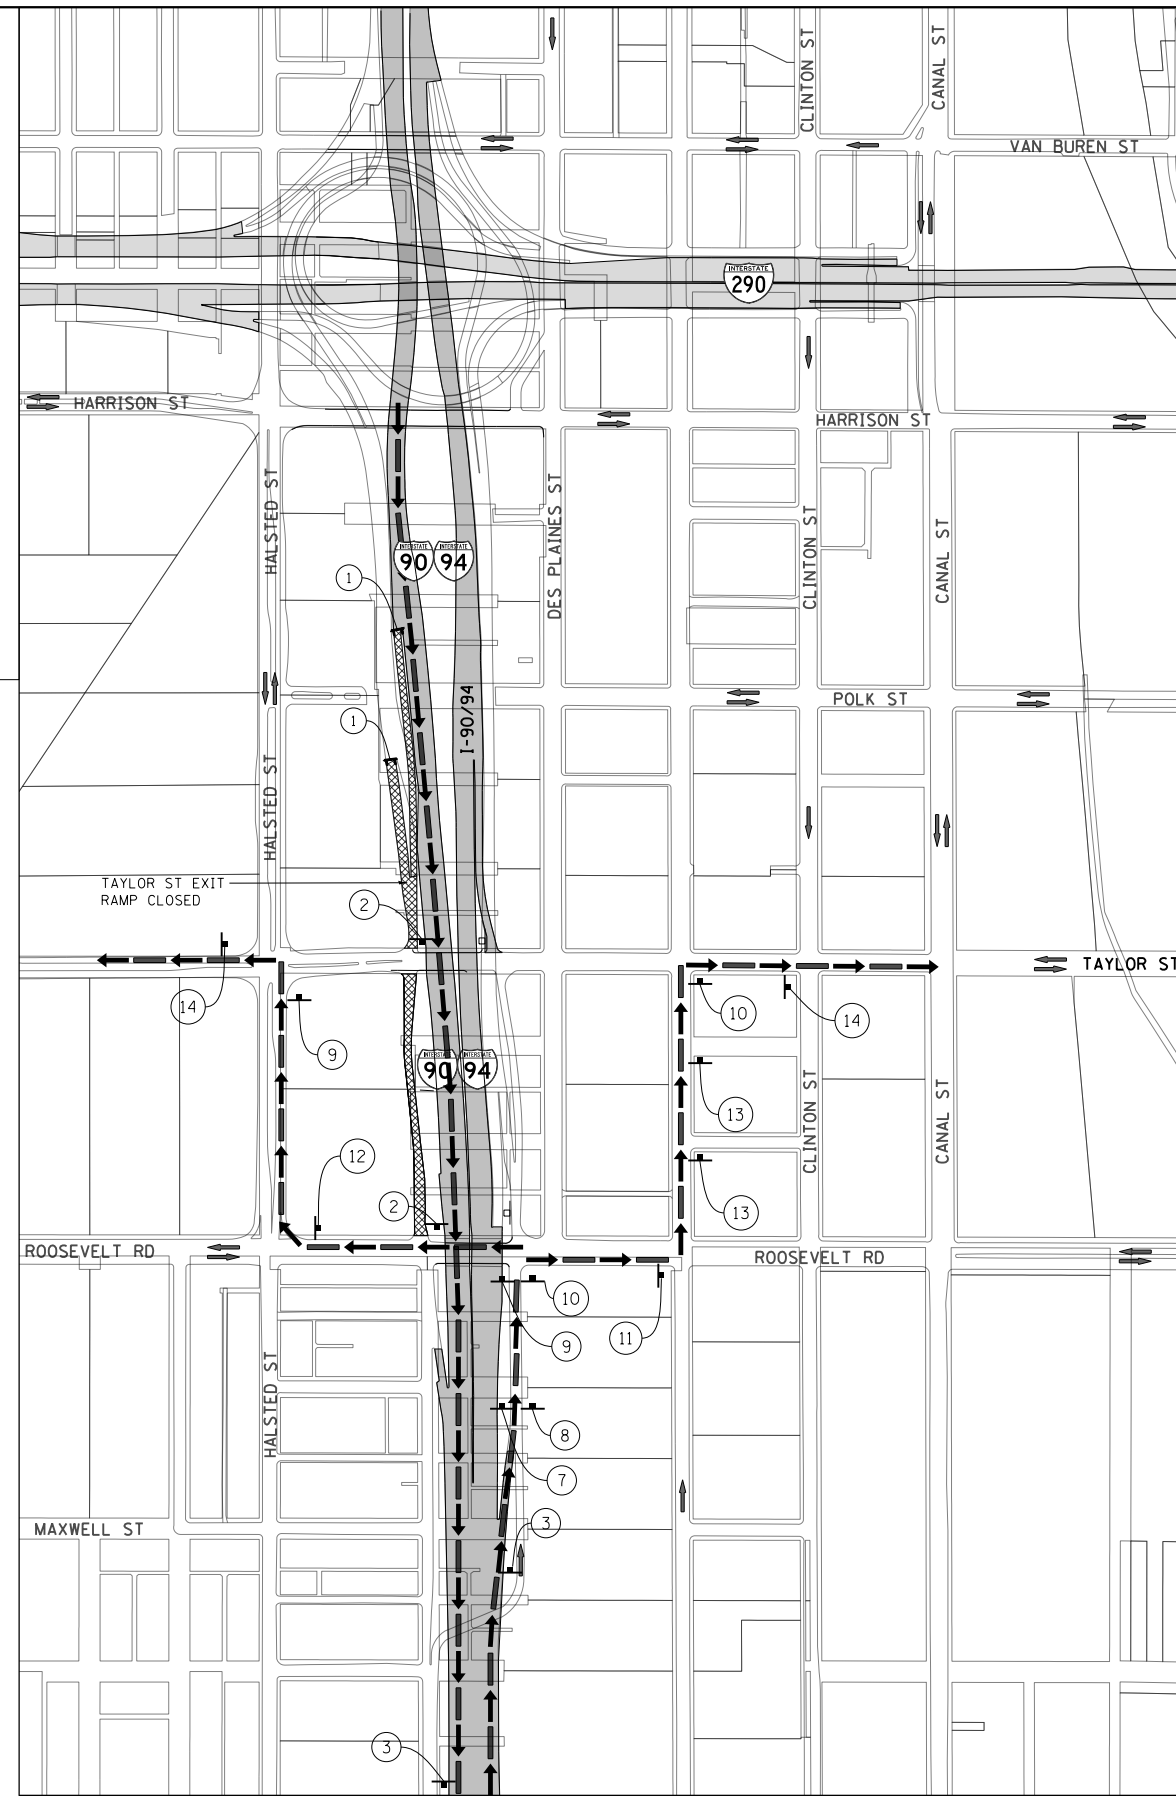 CLINTON ST
CANAL ST
VAN BUREN ST
INTERSTATE
290
HARRISON ST
HARRISON ST
HALSTED ST
DES PLAINES ST
CLINTON ST
CANAL ST
INTERSTATE
90
INTERSTATE
94
1
I-90/94
POLK ST
1
HALSTED ST
TAYLOR ST EXIT
RAMP CLOSED
2
TAYLOR ST
14
10
14
9
INTERSTATE
90
INTERSTATE
94
13
CLINTON ST
CANAL ST
12
2
13
ROOSEVELT RD
ROOSEVELT RD
10
11
9
HALSTED ST
8
7
3
MAXWELL ST
3